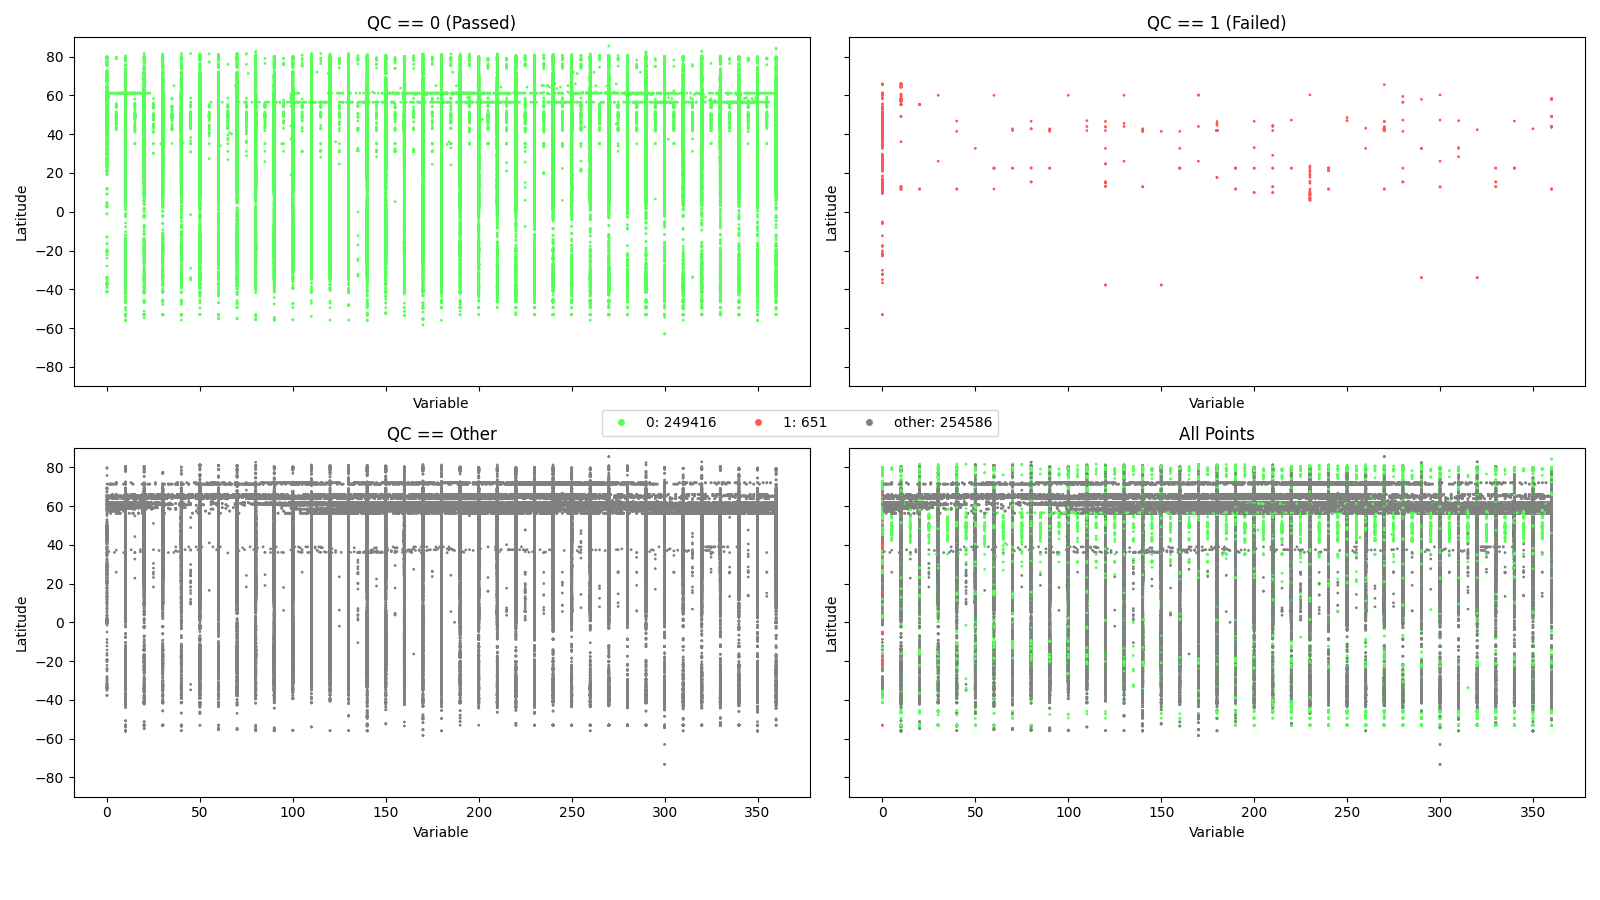 QC == 0 (Passed)
QC == 1 (Failed)
Latitude
80
60
40
20
0
−20
−40
−60
−80
Variable
Latitude
Variable
0: 249416
1: 651
other: 254586
QC == Other
All Points
Latitude
80
60
40
20
0
−20
−40
−60
−80
0 50 100 150 200 250 300 350
Variable
Latitude
0 50 100 150 200 250 300 350
Variable